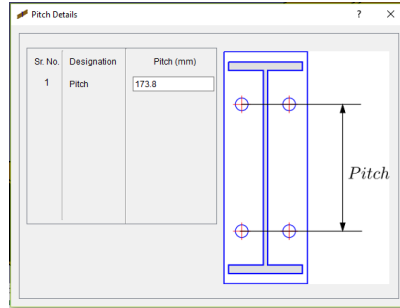 Pitch Details
? ×
Sr. No. Designation Pitch (mm)
1 Pitch 173.8
Pitch